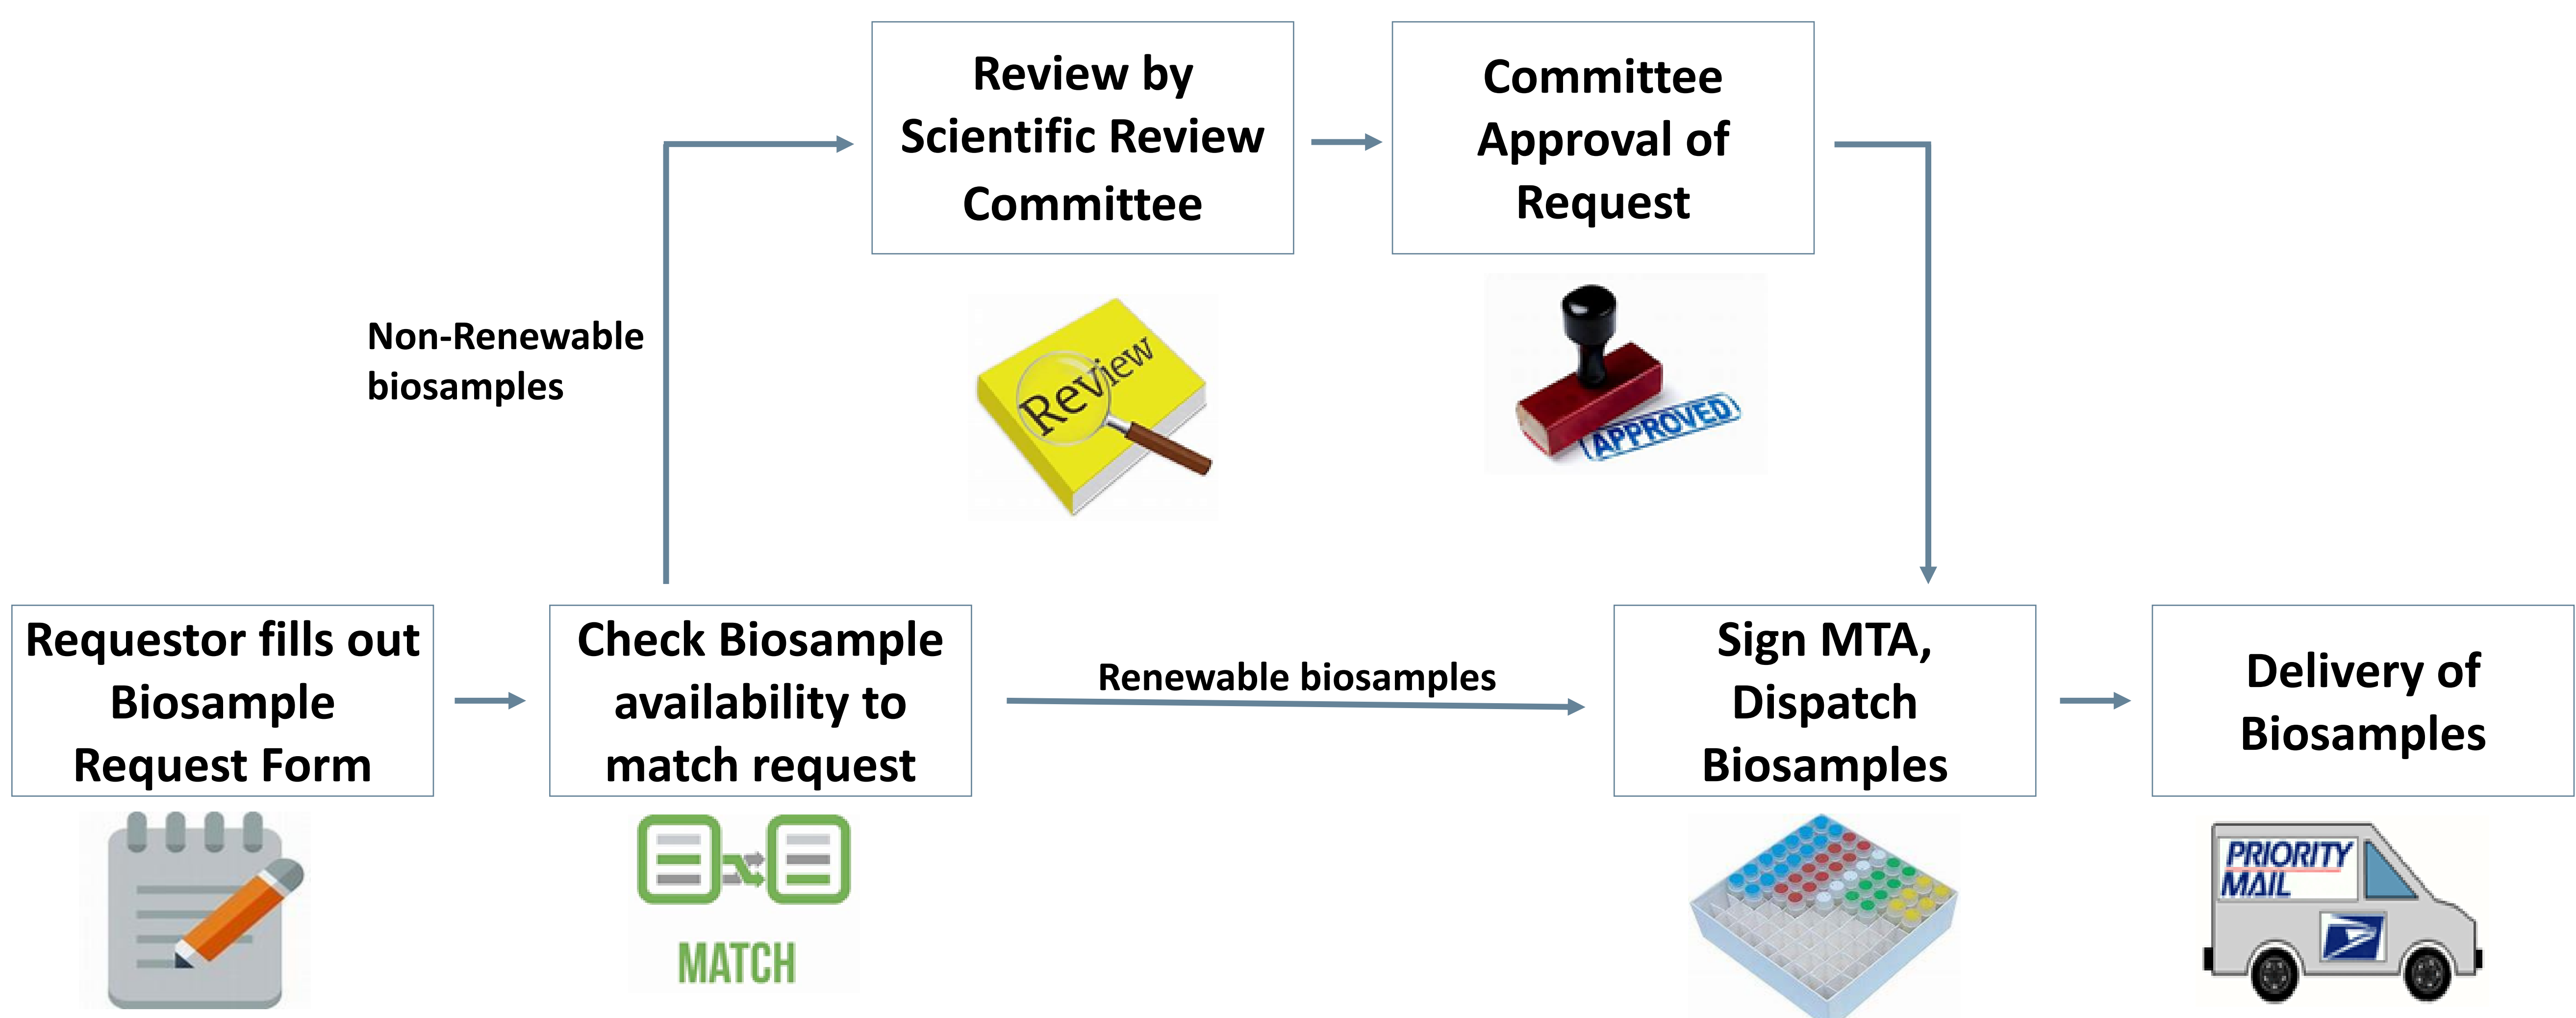 Review by
Scientific Review
Committee
Committee
Approval of
Request
Non-Renewable
biosamples
Review
APPROVED
Requestor fills out
Biosample
Request Form
Check Biosample
availability to
match request
Renewable biosamples
Sign MTA,
Dispatch
Biosamples
Delivery of
Biosamples
MATCH
PRIORITY
MAIL